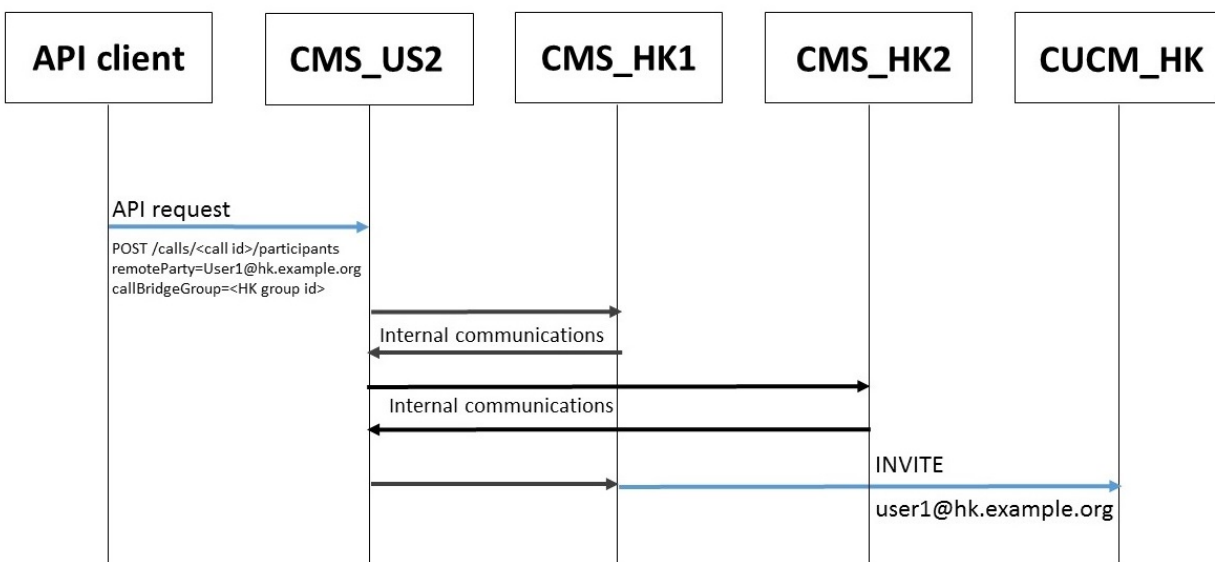 API client
CMS_US2
CMS_HK1
CMS_HK2
CUCM_HK
API request
POST /calls/<call id>/participants
remoteParty=User1@hk.example.org
callBridgeGroup=<HK group id>
Internal communications
Internal communications
INVITE
user1@hk.example.org